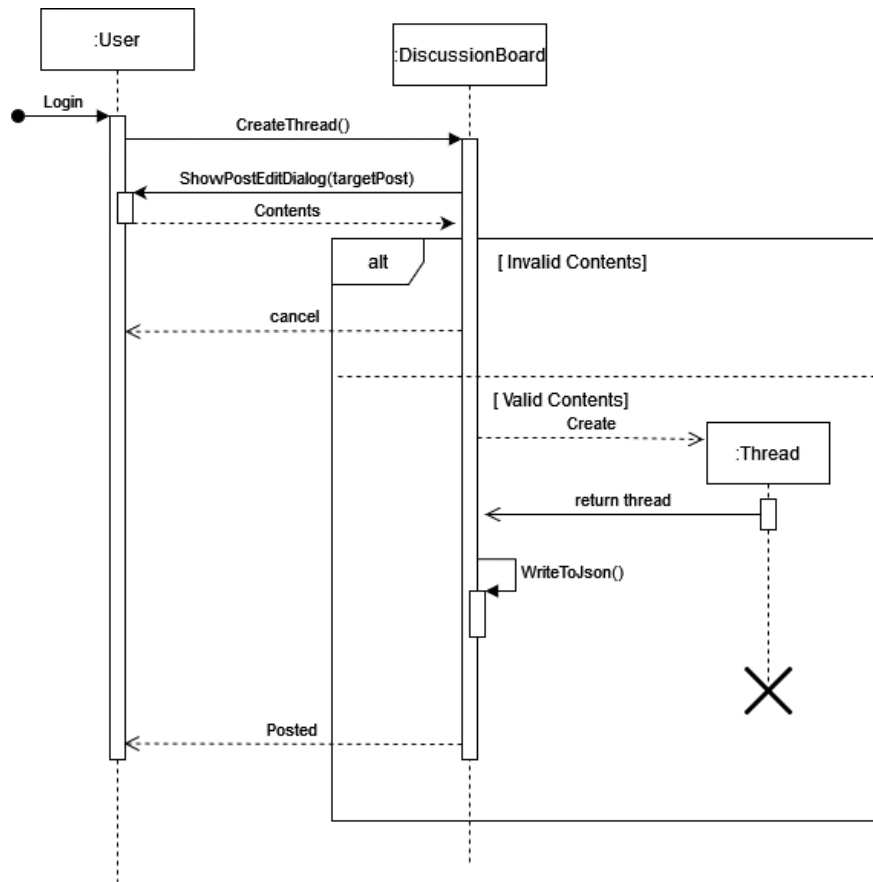 :User
:DiscussionBoard
Login
CreateThread()
ShowPostEditDialog(targetPost)
Contents
alt
[ Invalid Contents]
cancel
[ Valid Contents]
Create
:Thread
return thread
WriteToJson()
Posted